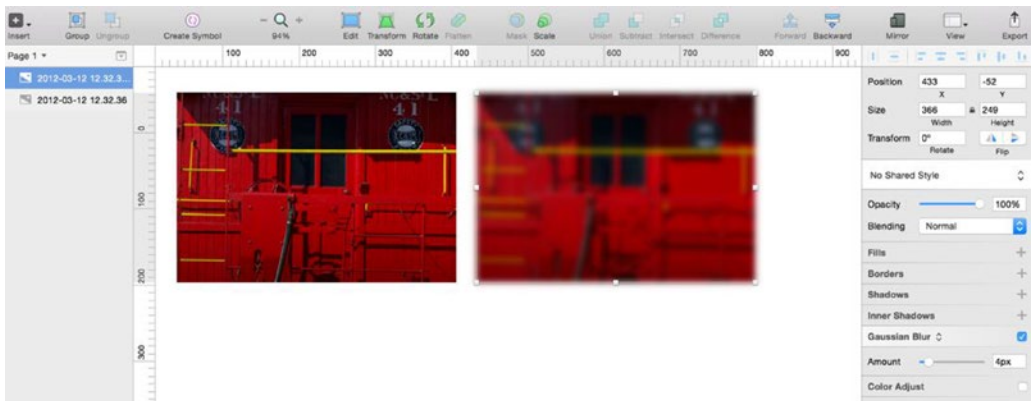 Insert Group Ungroup Create Symbol 94% Edit Transform Rotate Flatten Mask Scale Union Subtract Intersect Difference Forward Backward Mirror View Export
Page 1
100 200 300 400 500 600 700 800 900
2012-03-12 12.32.3...
2012-03-12 12.32.36
0
100
200
300
41
41
Position 433 -52
X Y
Size 366 249
Width Height
Transform 0°
Rotate Flip
No Shared Style
Opacity 100%
Blending Normal
Fills
Borders
Shadows
Inner Shadows
Gaussian Blur
Amount 4px
Color Adjust